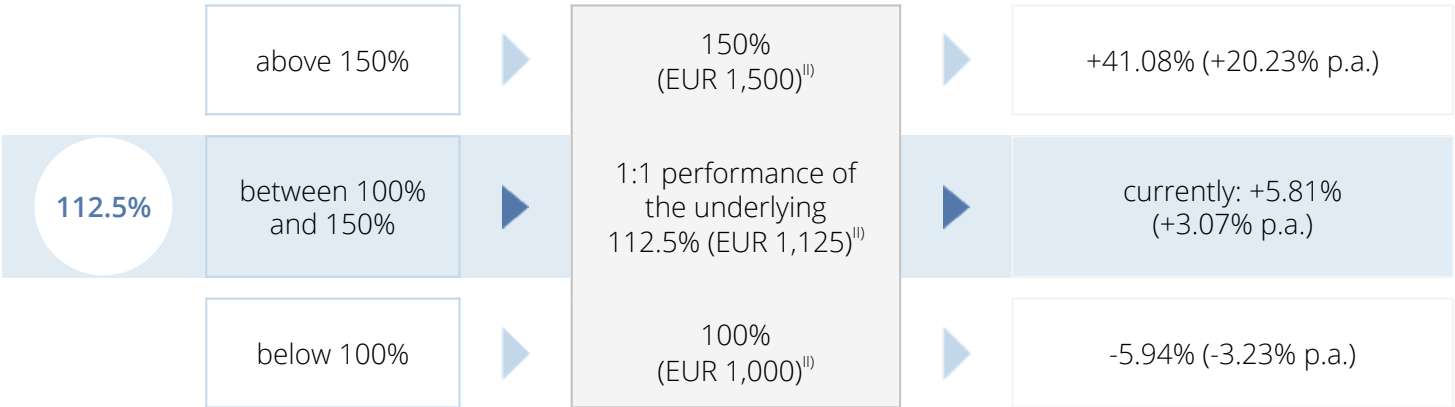 above 150%
150%
(EUR 1,500)II)
+41.08% (+20.23% p.a.)
112.5%
between 100%
and 150%
1:1 performance of
the underlying
112.5% (EUR 1,125)II)
currently: +5.81%
(+3.07% p.a.)
below 100%
100%
(EUR 1,000)II)
-5.94% (-3.23% p.a.)